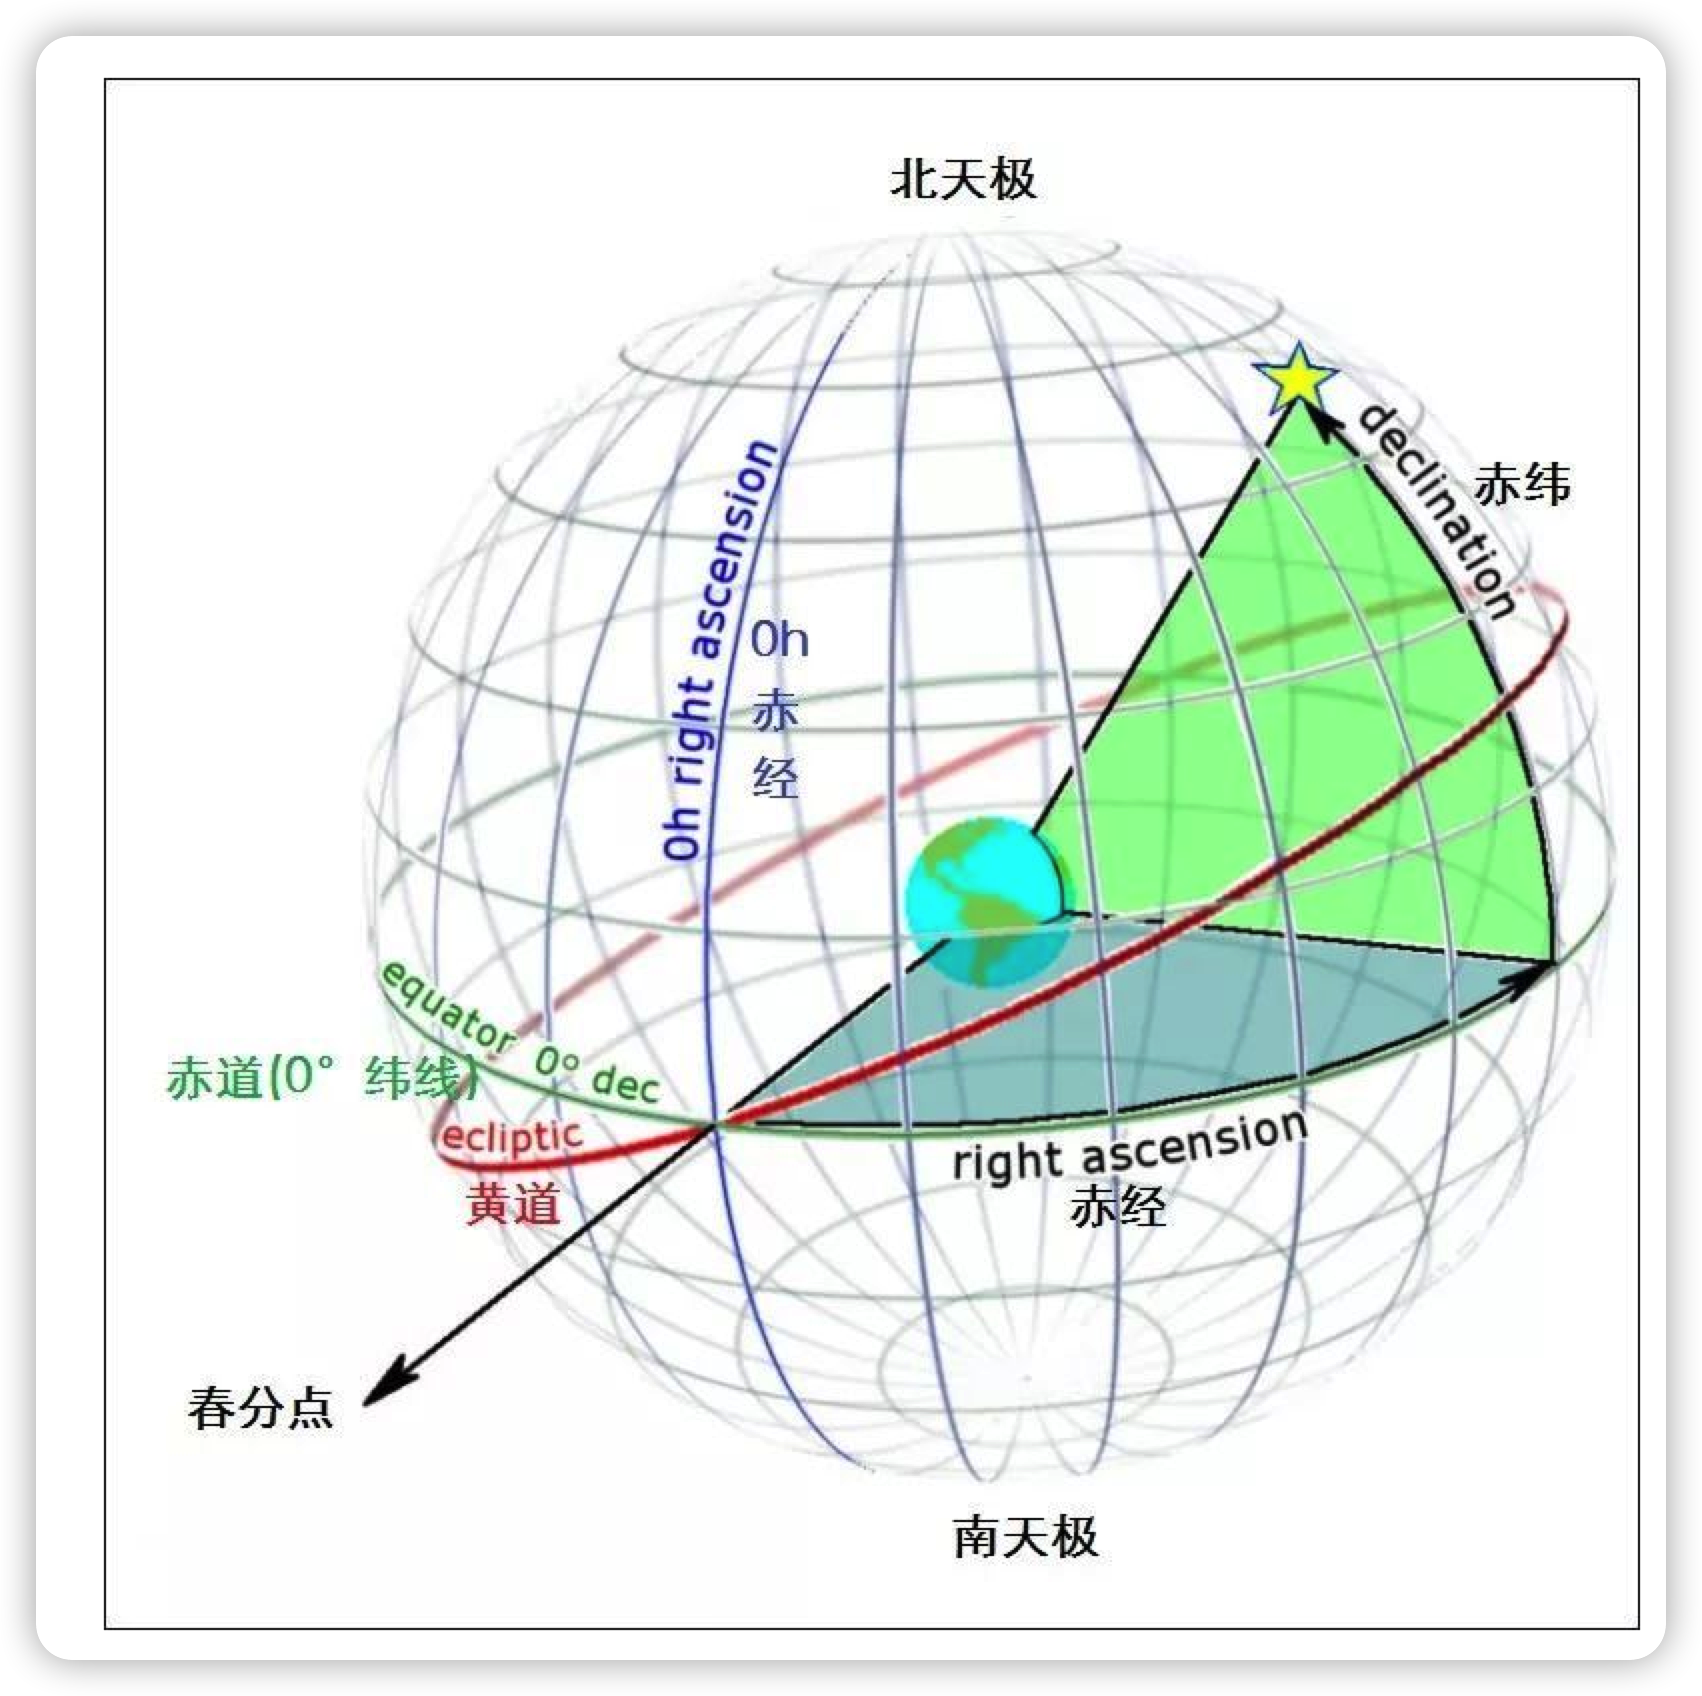 北天极
declination
赤纬
0h right ascension
0h
赤
经
equator 0° dec
赤道(0° 纬线)
ecliptic
黄道
right ascension
赤经
春分点
南天极